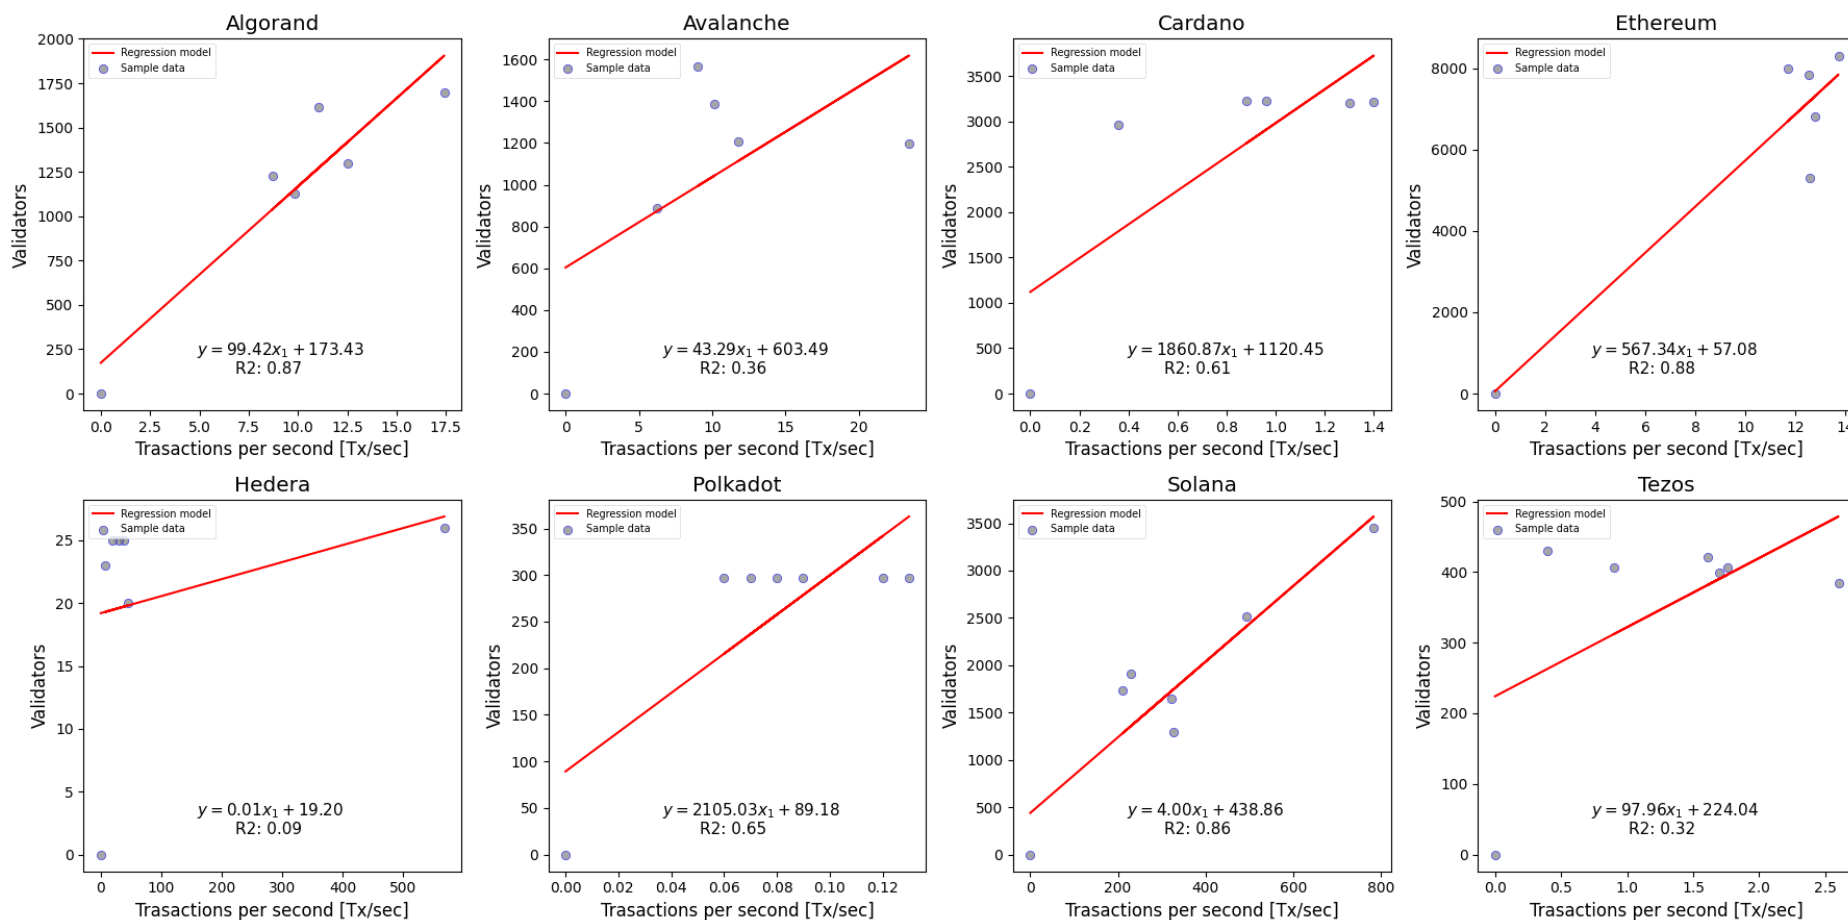 Algorand
2000
1750
1500
1250
1000
750
500
250
0
Validators
Regression model
Sample data
y = 99.42x₁ + 173.43
R2: 0.87
0.0 2.5 5.0 7.5 10.0 12.5 15.0 17.5
Trasactions per second [Tx/sec]
Avalanche
1600
1400
1200
1000
800
600
400
200
0
Validators
Regression model
Sample data
y = 43.29x₁ + 603.49
R2: 0.36
0 5 10 15 20
Trasactions per second [Tx/sec]
Cardano
3500
3000
2500
2000
1500
1000
500
0
Validators
Regression model
Sample data
y = 1860.87x₁ + 1120.45
R2: 0.61
0.0 0.2 0.4 0.6 0.8 1.0 1.2 1.4
Trasactions per second [Tx/sec]
Ethereum
8000
6000
4000
2000
0
Validators
Regression model
Sample data
y = 567.34x₁ + 57.08
R2: 0.88
0 2 4 6 8 10 12 14
Trasactions per second [Tx/sec]
Hedera
25
20
15
10
5
0
Validators
Regression model
Sample data
y = 0.01x₁ + 19.20
R2: 0.09
0 100 200 300 400 500
Trasactions per second [Tx/sec]
Polkadot
350
300
250
200
150
100
50
0
Validators
Regression model
Sample data
y = 2105.03x₁ + 89.18
R2: 0.65
0.00 0.02 0.04 0.06 0.08 0.10 0.12
Trasactions per second [Tx/sec]
Solana
3500
3000
2500
2000
1500
1000
500
0
Validators
Regression model
Sample data
y = 4.00x₁ + 438.86
R2: 0.86
0 200 400 600 800
Trasactions per second [Tx/sec]
Tezos
500
400
300
200
100
0
Validators
Regression model
Sample data
y = 97.96x₁ + 224.04
R2: 0.32
0.0 0.5 1.0 1.5 2.0 2.5
Trasactions per second [Tx/sec]